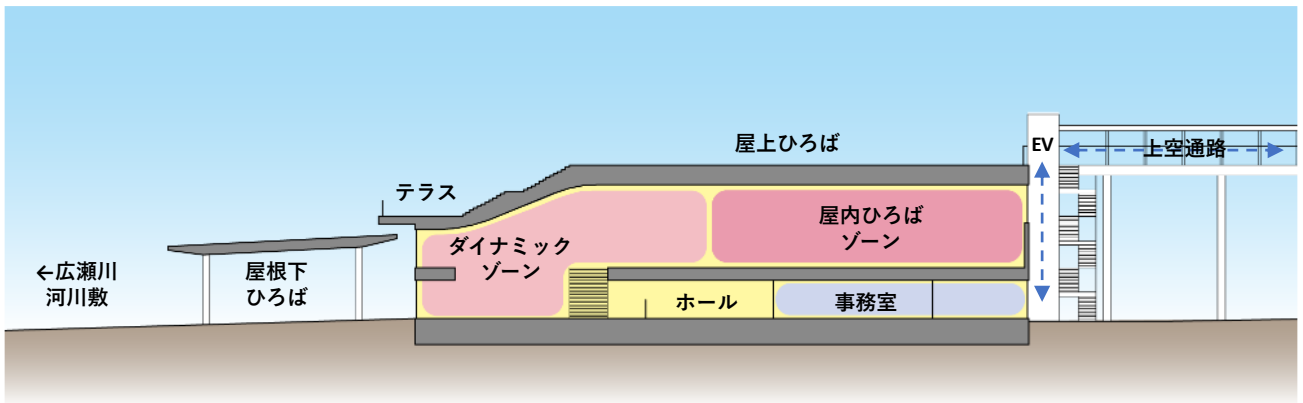 屋上ひろば
EV
上空通路
テラス
屋内ひろば
ゾーン
ダイナミック
ゾーン
←広瀬川
河川敷
屋根下
ひろば
ホール
事務室